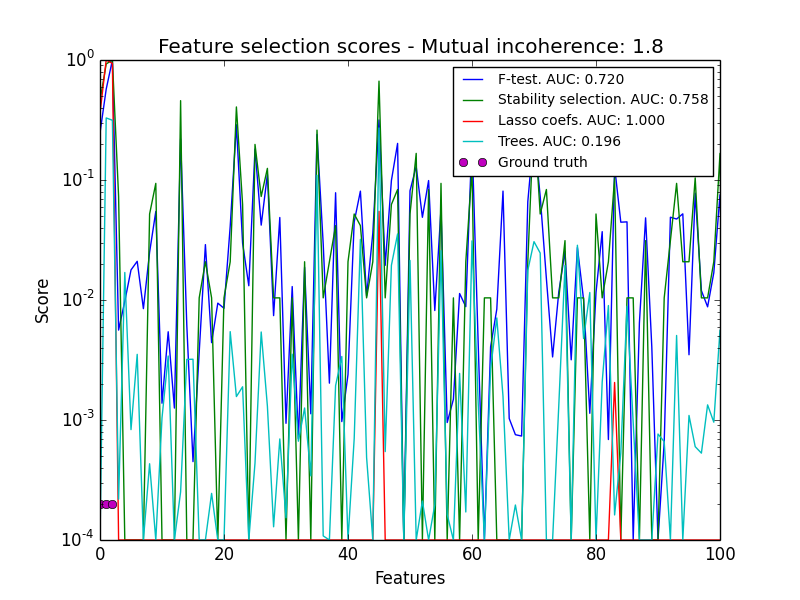 Feature selection scores - Mutual incoherence: 1.8
F-test. AUC: 0.720
Stability selection. AUC: 0.758
Lasso coefs. AUC: 1.000
Trees. AUC: 0.196
Ground truth
Score
10^0
10^-1
10^-2
10^-3
10^-4
0 20 40 60 80 100
Features